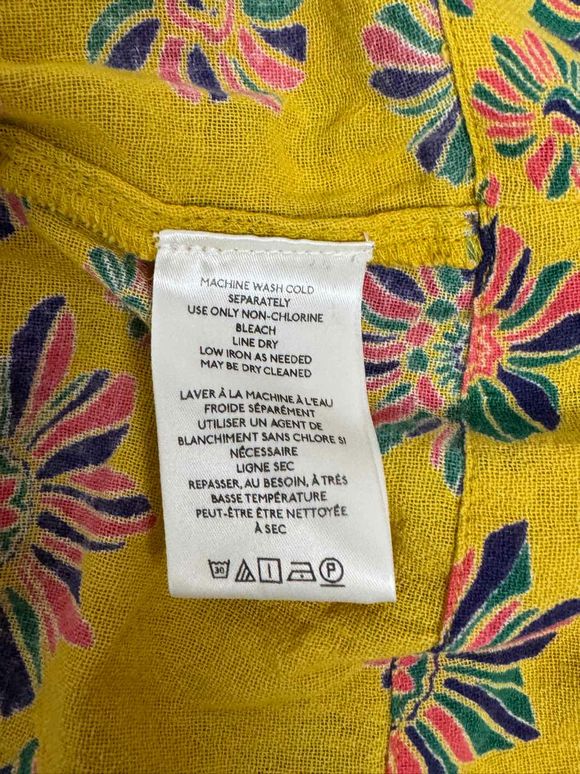 MACHINE WASH COLD
SEPARATELY
USE ONLY NON-CHLORINE
BLEACH
LINE DRY
LOW IRON AS NEEDED
MAY BE DRY CLEANED
LAVER À LA MACHINE À L'EAU
FROIDE SÉPARÉMENT
UTILISER UN AGENT DE
BLANCHIMENT SANS CHLORE SI
NÉCESSAIRE
LIGNE SEC
REPASSER, AU BESOIN, À TRÈS
BASSE TEMPÉRATURE
PEUT-ÊTRE ÊTRE NETTOYÉE
À SEC
30 P